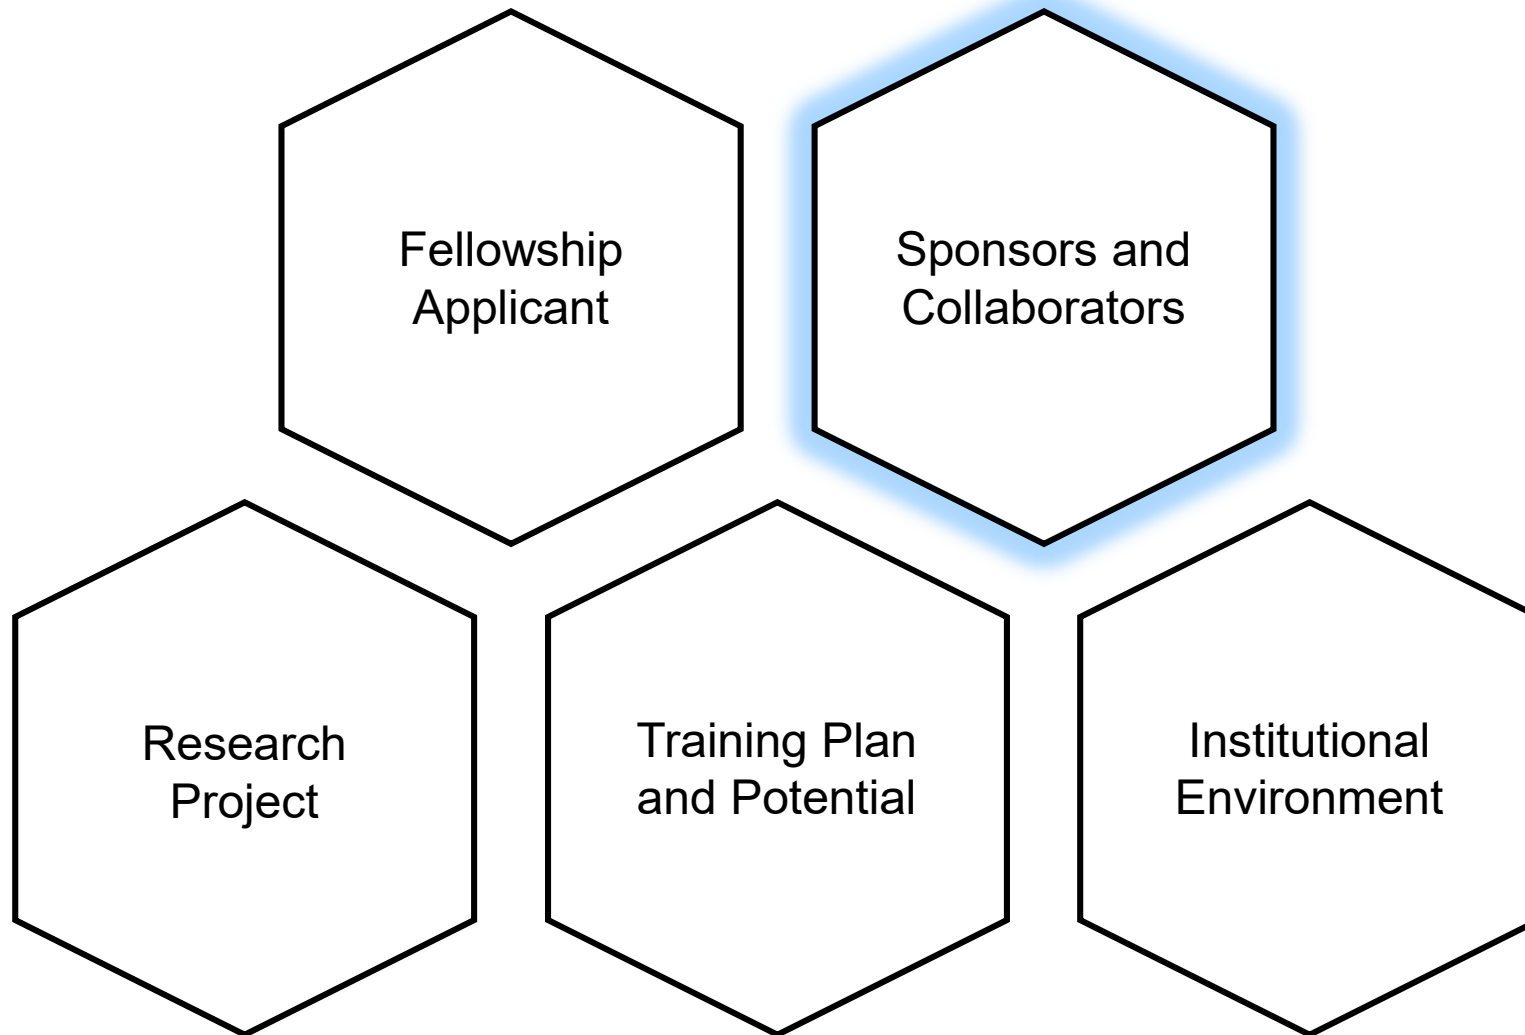 Fellowship
Applicant
Sponsors and
Collaborators
Research
Project
Training Plan
and Potential
Institutional
Environment